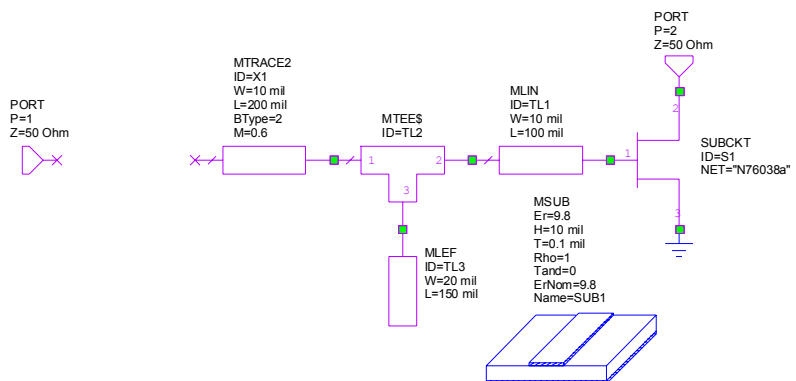 PORT
P=1
Z=50 Ohm
MTRACE2
ID=X1
W=10 mil
L=200 mil
BType=2
M=0.6
MTEE$
ID=TL2
1
2
3
MLEF
ID=TL3
W=20 mil
L=150 mil
MLIN
ID=TL1
W=10 mil
L=100 mil
PORT
P=2
Z=50 Ohm
1
2
3
SUBCKT
ID=S1
NET="N76038a"
MSUB
Er=9.8
H=10 mil
T=0.1 mil
Rho=1
Tand=0
ErNom=9.8
Name=SUB1